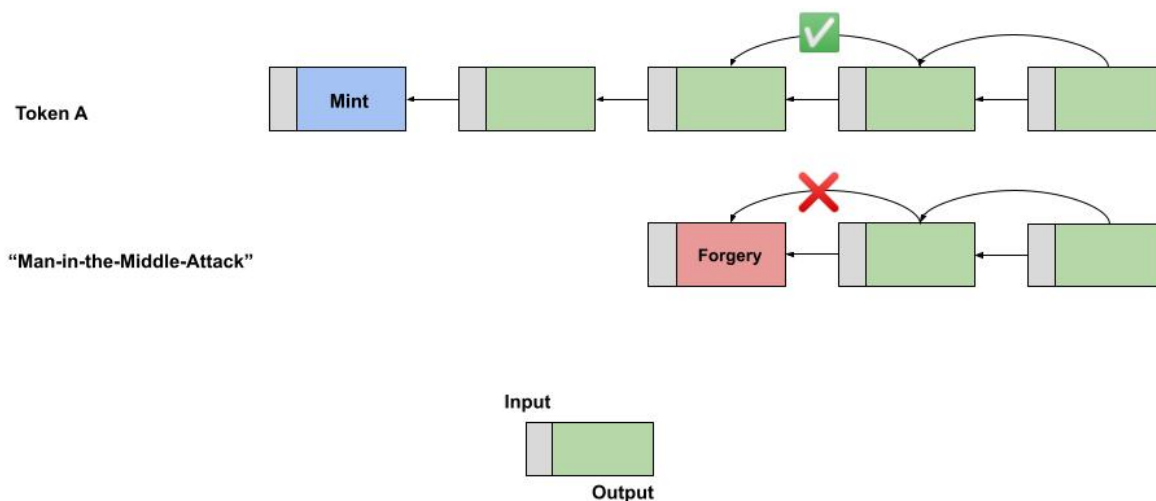 Mint
Token A
Forgery
“Man-in-the-Middle-Attack”
Input
Output